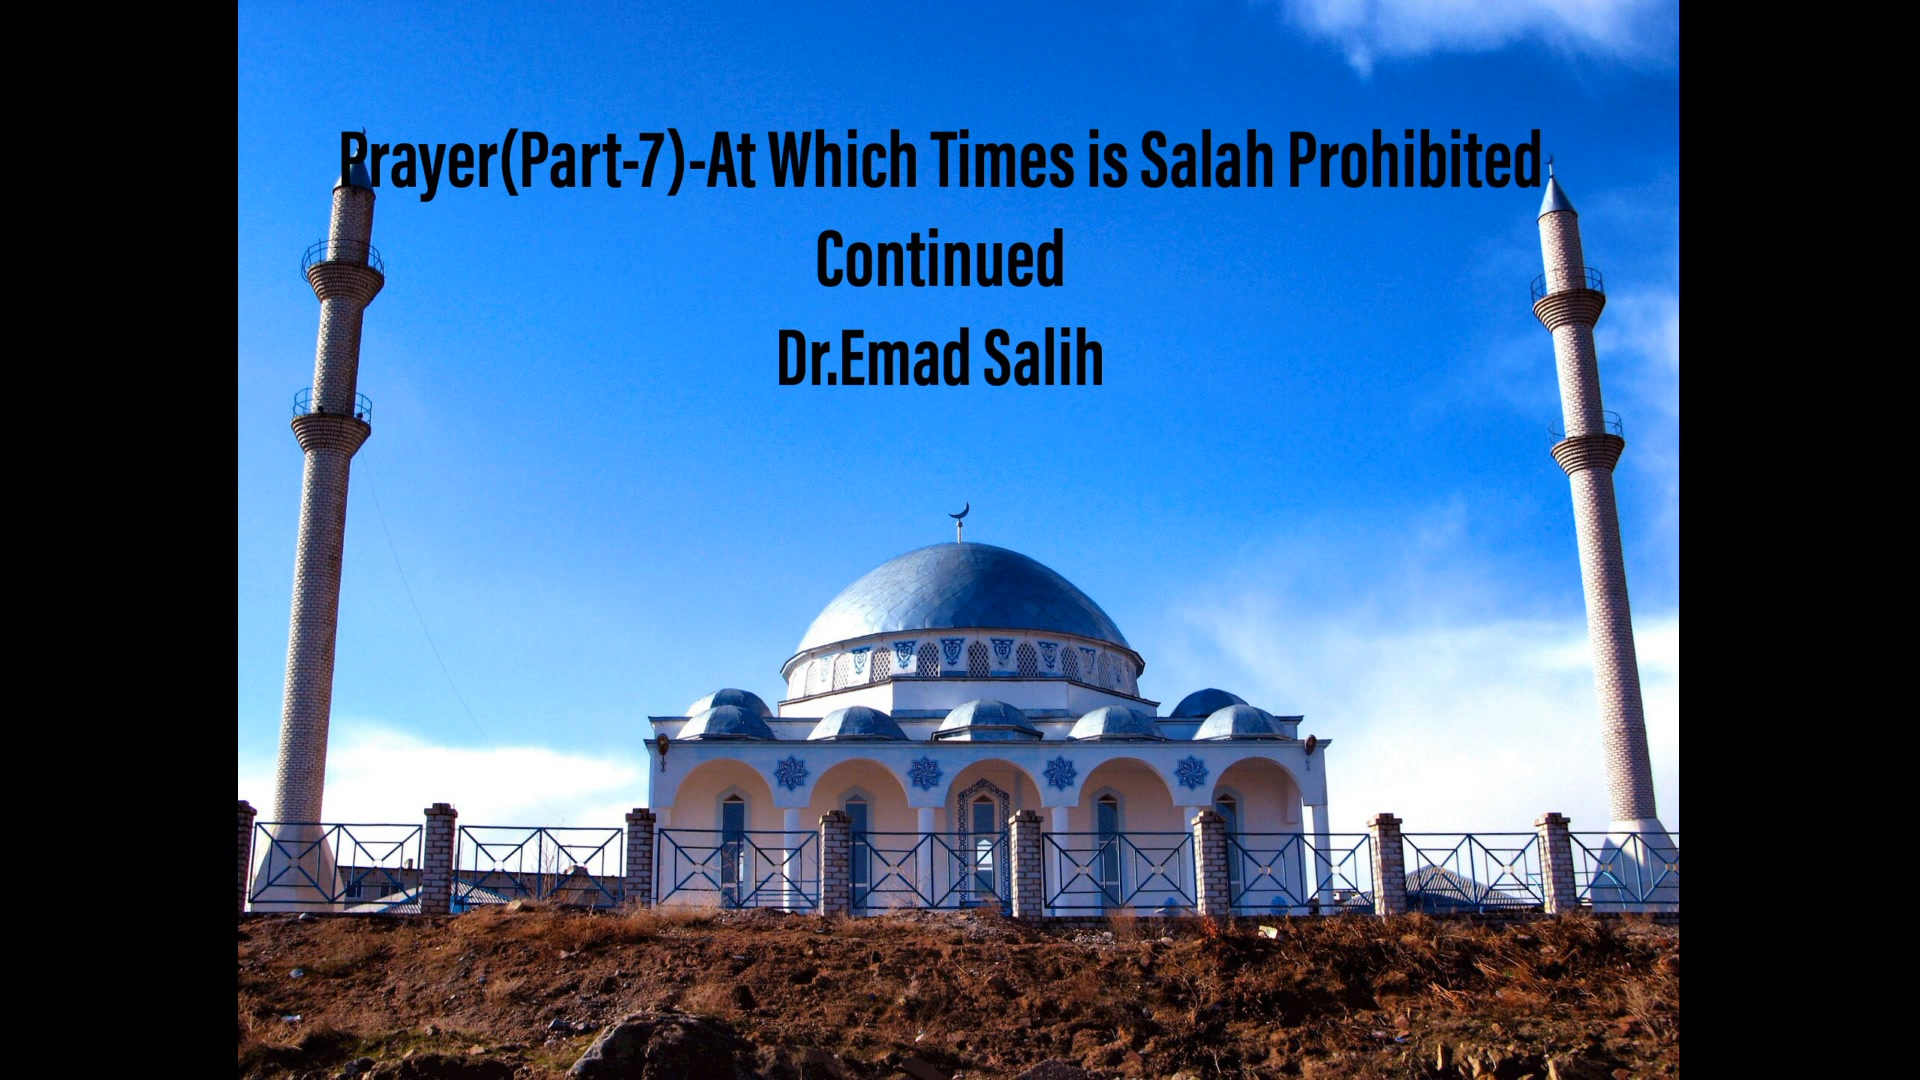 Prayer(Part-7)-At Which Times is Salah Prohibited
Continued
Dr.Emad Salih